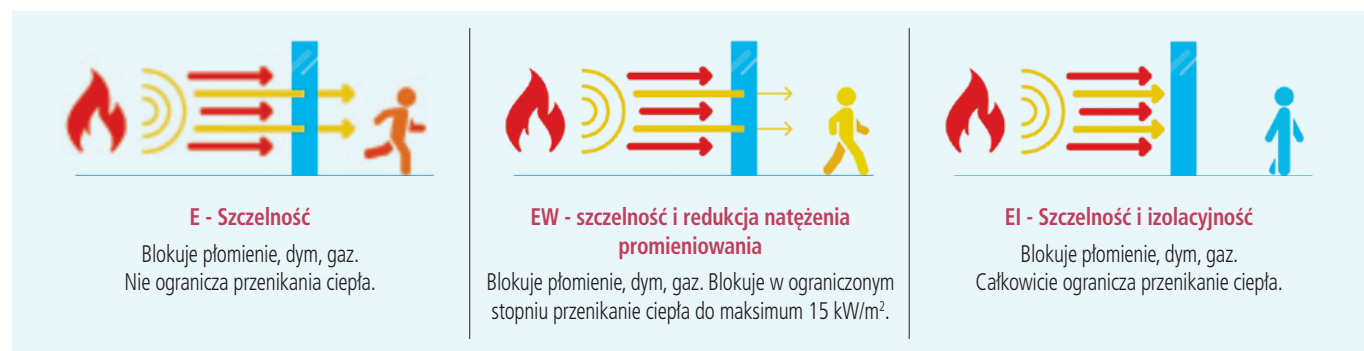 E - Szczelność
Blokuje płomienie, dym, gaz.
Nie ogranicza przenikania ciepła.
EW - szczelność i redukcja natężenia
promieniowania
Blokuje płomienie, dym, gaz. Blokuje w ograniczonym
stopniu przenikanie ciepła do maksimum 15 kW/m².
EI - Szczelność i izolacyjność
Blokuje płomienie, dym, gaz.
Całkowicie ogranicza przenikanie ciepła.